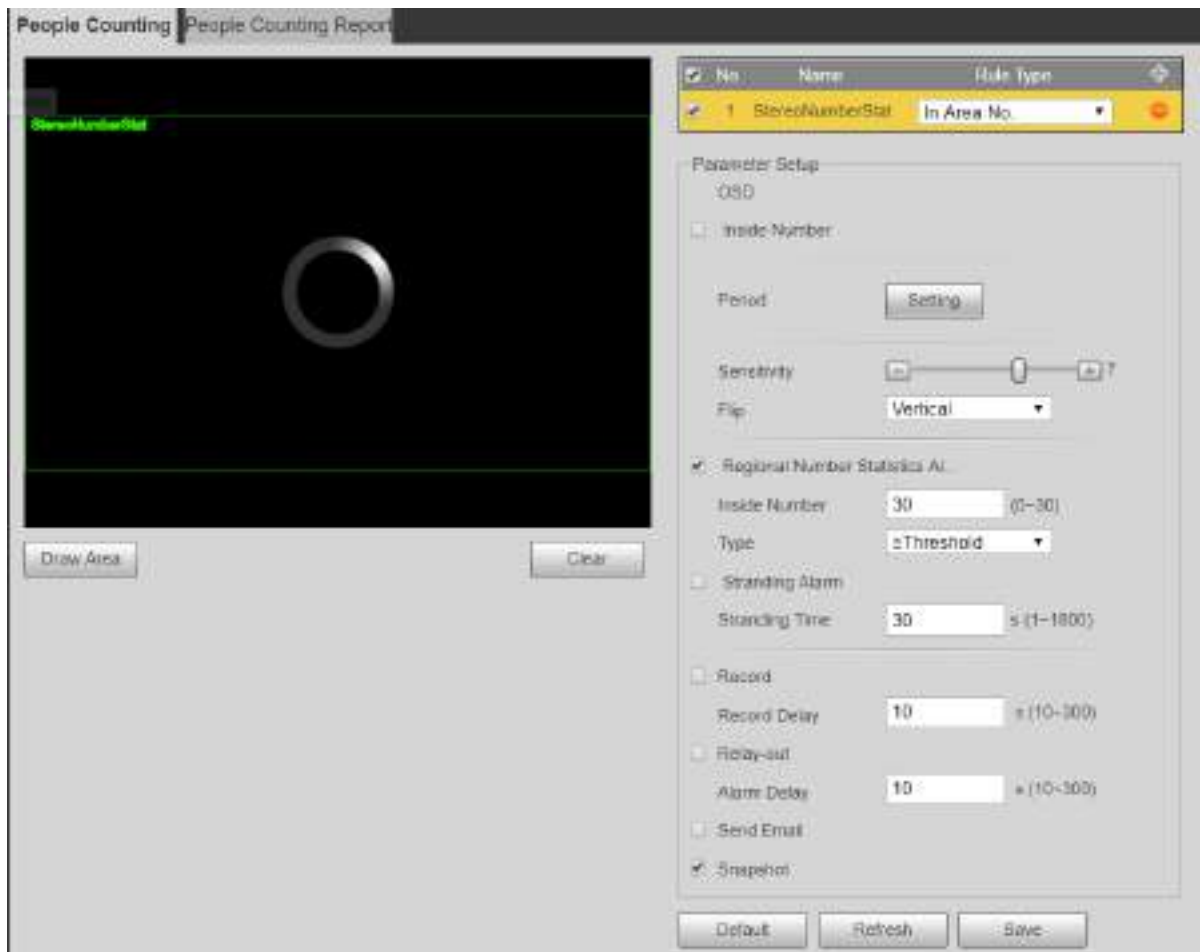 People Counting People Counting Report
StereoNumberStat
Draw Area Clear
No. Name Rule Type
1 StereoNumberStat In Area No.
Parameter Setup
OSD
Inside Number
Period Setting
Sensitivity 7
Flip Vertical
Regional Number Statistics Al...
Inside Number 30 (0~30)
Type ≥Threshold
Stranding Alarm
Stranding Time 30 s (1~1800)
Record
Record Delay 10 s (10~300)
Relay-out
Alarm Delay 10 s (10~300)
Send Email
Snapshot
Default Refresh Save